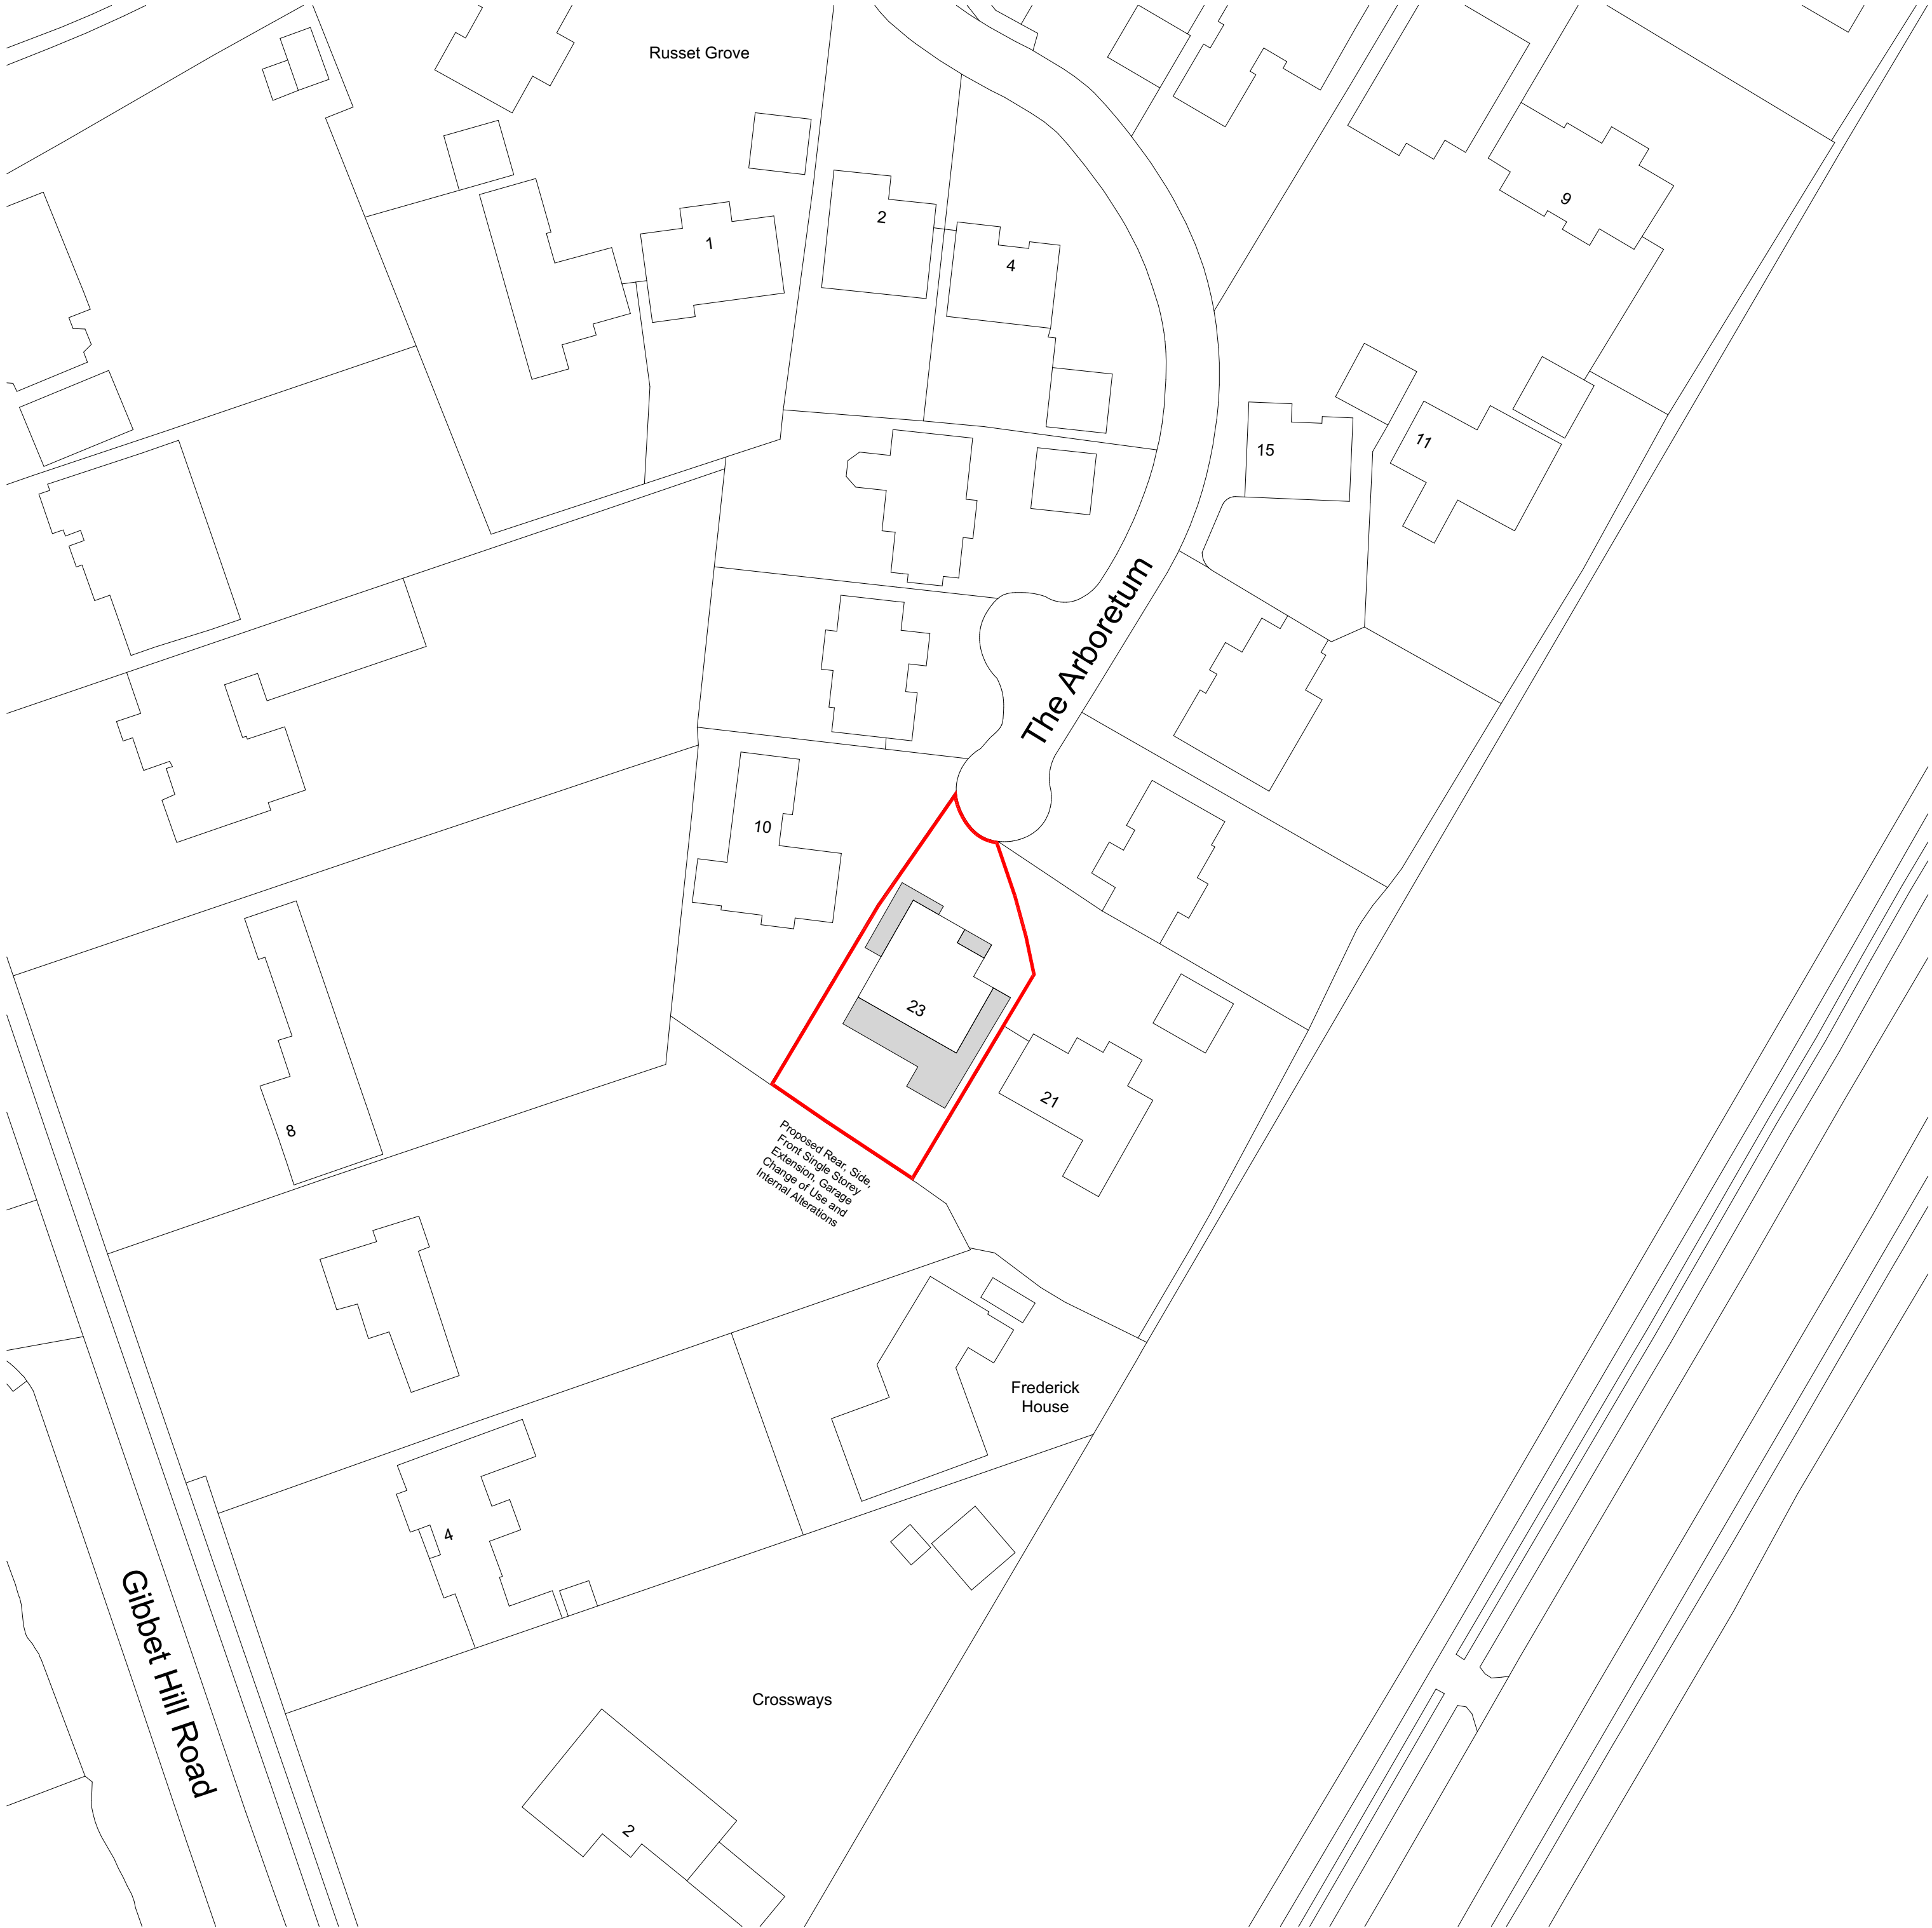 Russet Grove
1
2
4
9
15
11
The Arboretum
10
23
21
8
Proposed Rear, Side,
Front Single Storey
Extension, Garage
Change of Use and
Internal Alterations
Frederick
House
4
Gibbet Hill Road
Crossways
2